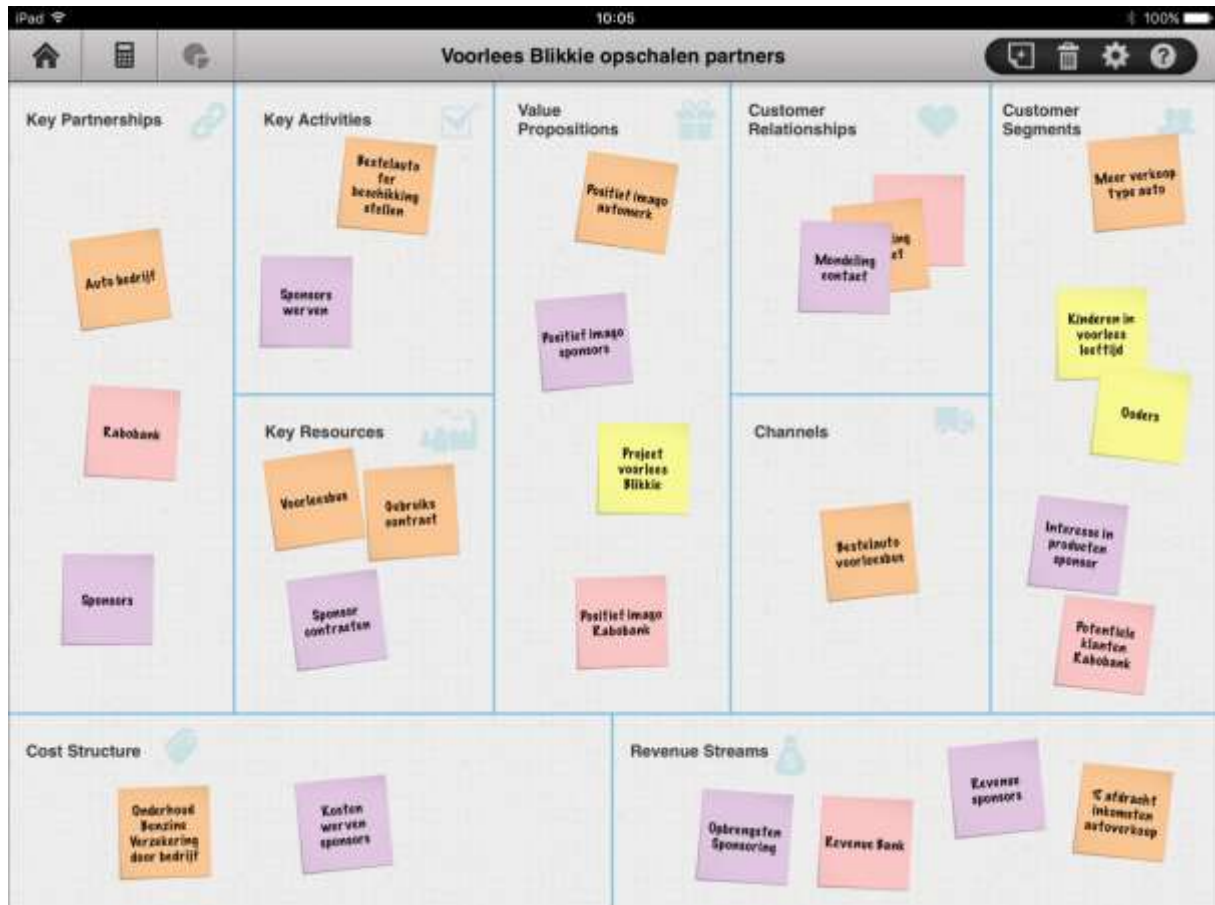 iPad
10:05
100%
Voorlees Blikkie opschalen partners
Key Partnerships
Auto bedrijf
Rabobank
Sponsors
Key Activities
Bestelauto
ter
beschikking
stellen
Sponsors
werven
Key Resources
Voorleesbus
Gebruiks
contract
Sponsor
contracten
Value
Propositions
Positief imago
automerk
Positief imago
sponsors
Project
voorlees
Blikkie
Positief imago
Rabobank
Customer
Relationships
Mondeling
contact
Channels
Bestelauto
voorleesbus
Customer
Segments
Meer verkoop
type auto
Kinderen in
voorlees
leeftijd
Ouders
Interesse in
producten
sponsor
Potentiele
klanten
Rabobank
Cost Structure
Onderhoud
Benzine
Verzekering
door bedrijf
Kosten
werven
sponsors
Revenue Streams
Opbrengsten
Sponsoring
Revenue Bank
Revenue
sponsors
% afdracht
inkomsten
autoverkoop